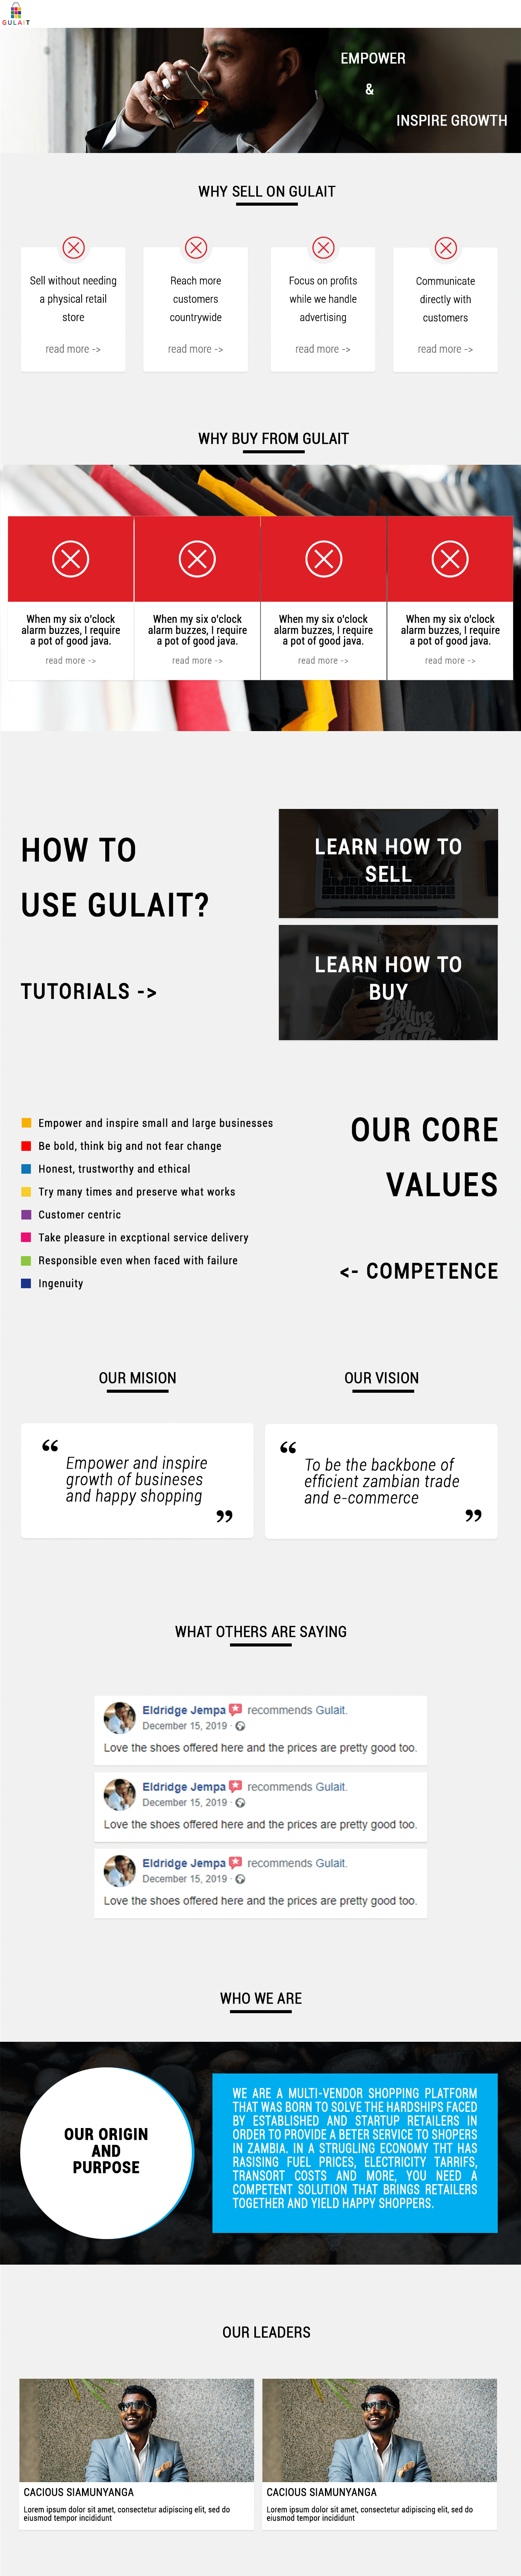 GULAIT
EMPOWER
&
INSPIRE GROWTH
WHY SELL ON GULAIT
Sell without needing
a physical retail
store
read more ->
Reach more
customers
countrywide
read more ->
Focus on profits
while we handle
advertising
read more ->
Communicate
directly with
customers
read more ->
WHY BUY FROM GULAIT
When my six o'clock
alarm buzzes, I require
a pot of good java.
read more ->
When my six o'clock
alarm buzzes, I require
a pot of good java.
read more ->
When my six o'clock
alarm buzzes, I require
a pot of good java.
read more ->
When my six o'clock
alarm buzzes, I require
a pot of good java.
read more ->
HOW TO
USE GULAIT?
TUTORIALS ->
LEARN HOW TO
SELL
LEARN HOW TO
BUY
Offline
Empower and inspire small and large businesses
Be bold, think big and not fear change
Honest, trustworthy and ethical
Try many times and preserve what works
Customer centric
Take pleasure in excptional service delivery
Responsible even when faced with failure
Ingenuity
OUR CORE
VALUES
<- COMPETENCE
OUR MISION
“
Empower and inspire
growth of busineses
and happy shopping
”
OUR VISION
“
To be the backbone of
efficient zambian trade
and e-commerce
”
WHAT OTHERS ARE SAYING
Eldridge Jempa recommends Gulait.
December 15, 2019 ·
Love the shoes offered here and the prices are pretty good too.
Eldridge Jempa recommends Gulait.
December 15, 2019 ·
Love the shoes offered here and the prices are pretty good too.
Eldridge Jempa recommends Gulait.
December 15, 2019 ·
Love the shoes offered here and the prices are pretty good too.
WHO WE ARE
OUR ORIGIN
AND
PURPOSE
WE ARE A MULTI-VENDOR SHOPPING PLATFORM
THAT WAS BORN TO SOLVE THE HARDSHIPS FACED
BY ESTABLISHED AND STARTUP RETAILERS IN
ORDER TO PROVIDE A BETER SERVICE TO SHOPERS
IN ZAMBIA. IN A STRUGLING ECONOMY THT HAS
RASISING FUEL PRICES, ELECTRICITY TARRIFS,
TRANSORT COSTS AND MORE, YOU NEED A
COMPETENT SOLUTION THAT BRINGS RETAILERS
TOGETHER AND YIELD HAPPY SHOPPERS.
OUR LEADERS
CACIOUS SIAMUNYANGA
Lorem ipsum dolor sit amet, consectetur adipiscing elit, sed do
eiusmod tempor incididunt
CACIOUS SIAMUNYANGA
Lorem ipsum dolor sit amet, consectetur adipiscing elit, sed do
eiusmod tempor incididunt